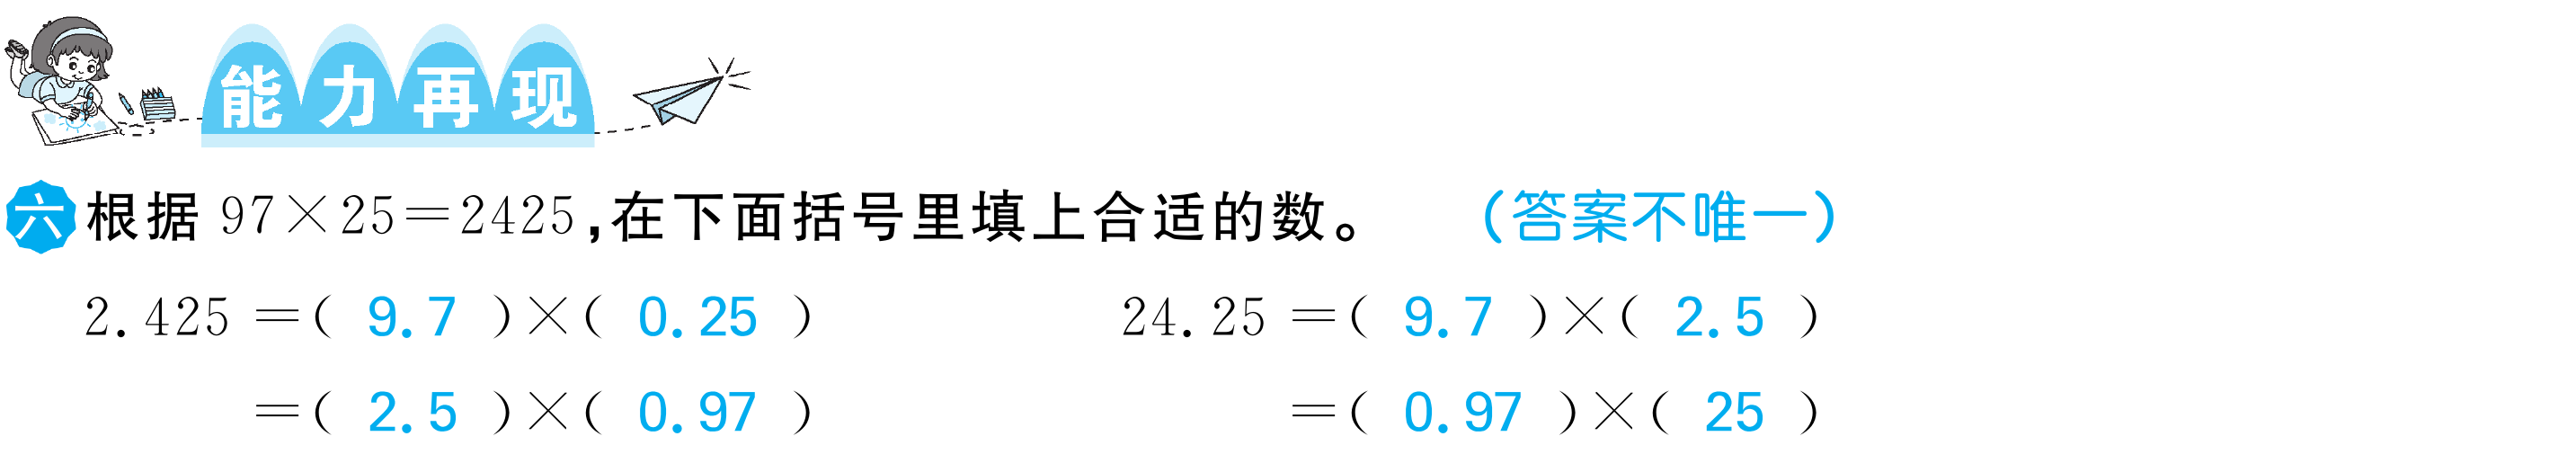 能力再现
六 根据 97×25=2425,在下面括号里填上合适的数。 (答案不唯一)
2.425 =( 9.7 )×( 0.25 ) 24.25 =( 9.7 )×( 2.5 )
=( 2.5 )×( 0.97 ) =( 0.97 )×( 25 )